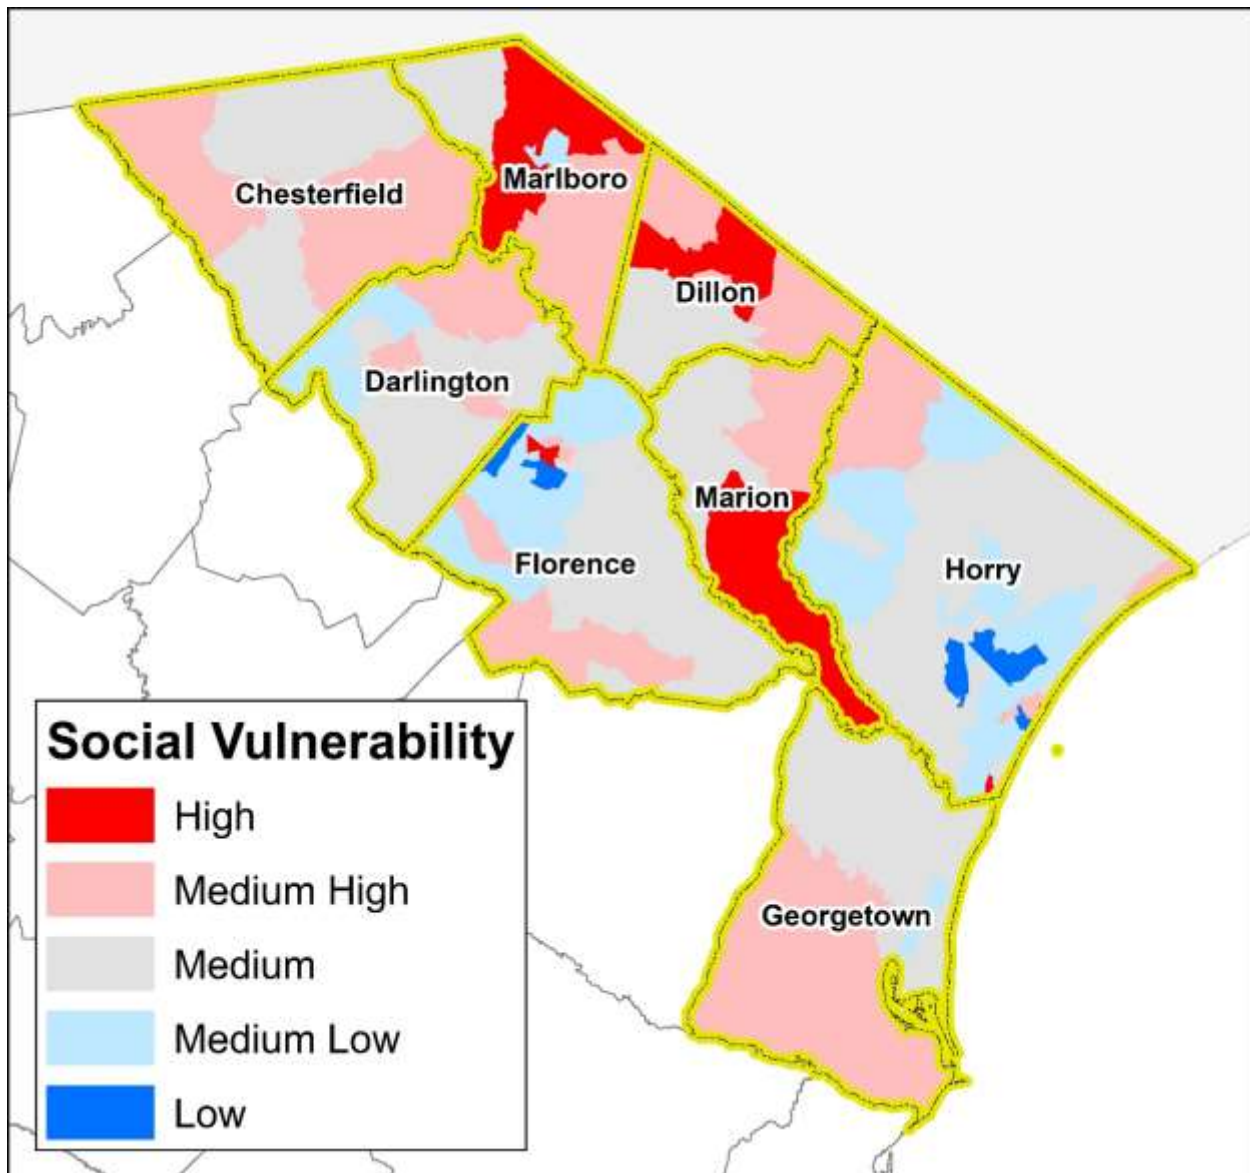 Chesterfield
Marlboro
Dillon
Darlington
Marion
Florence
Horry
Georgetown
Social Vulnerability
High
Medium High
Medium
Medium Low
Low